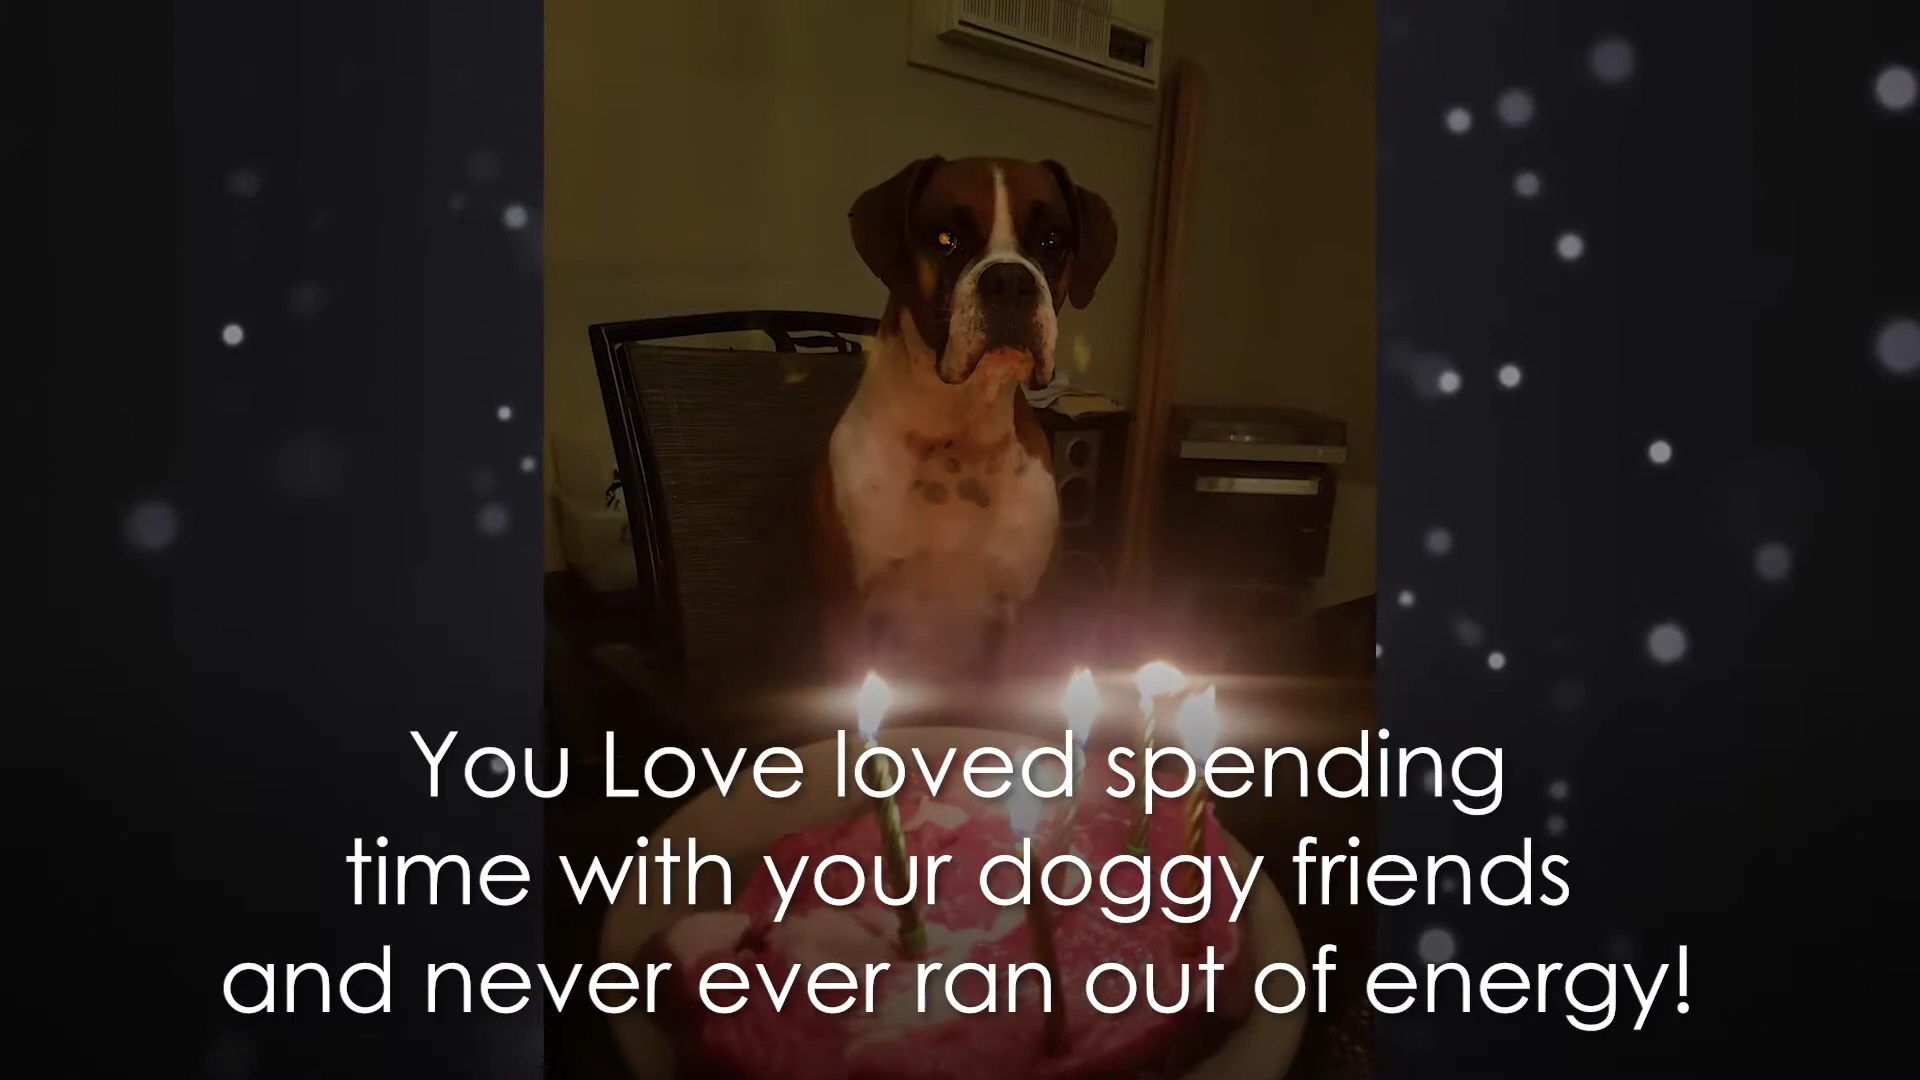 You Love loved spending
time with your doggy friends
and never ever ran out of energy!